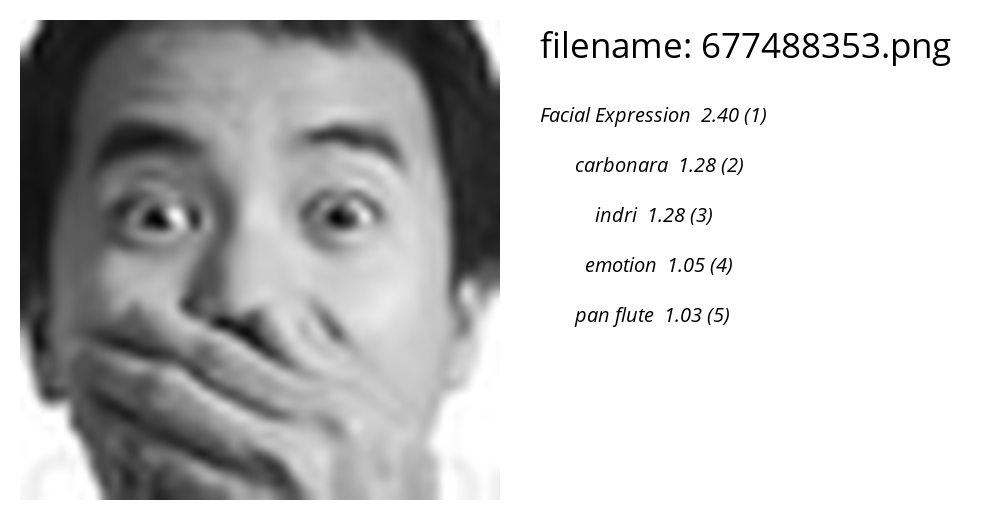 filename: 677488353.png
Facial Expression 2.40 (1)
carbonara 1.28 (2)
indri 1.28 (3)
emotion 1.05 (4)
pan flute 1.03 (5)